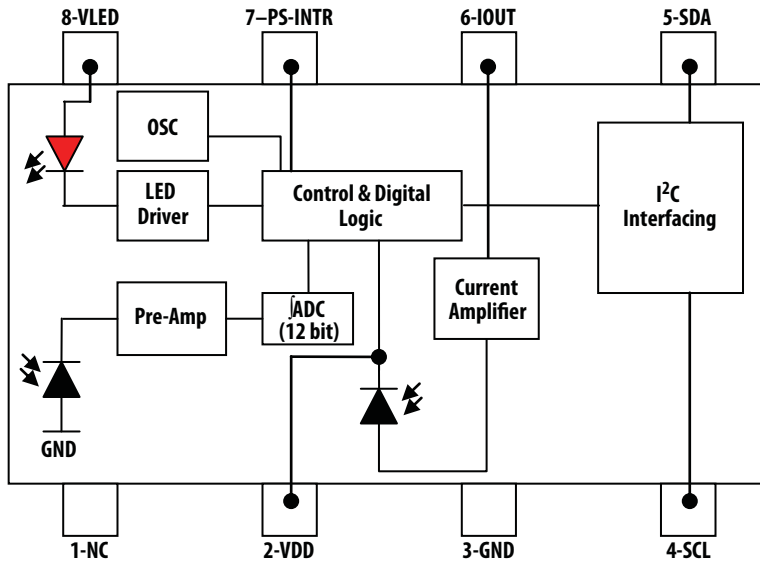 8-VLED
7–PS-INTR
6-IOUT
5-SDA
OSC
LED
Driver
Control & Digital
Logic
I²C
Interfacing
Pre-Amp
∫ADC
(12 bit)
Current
Amplifier
GND
1-NC
2-VDD
3-GND
4-SCL